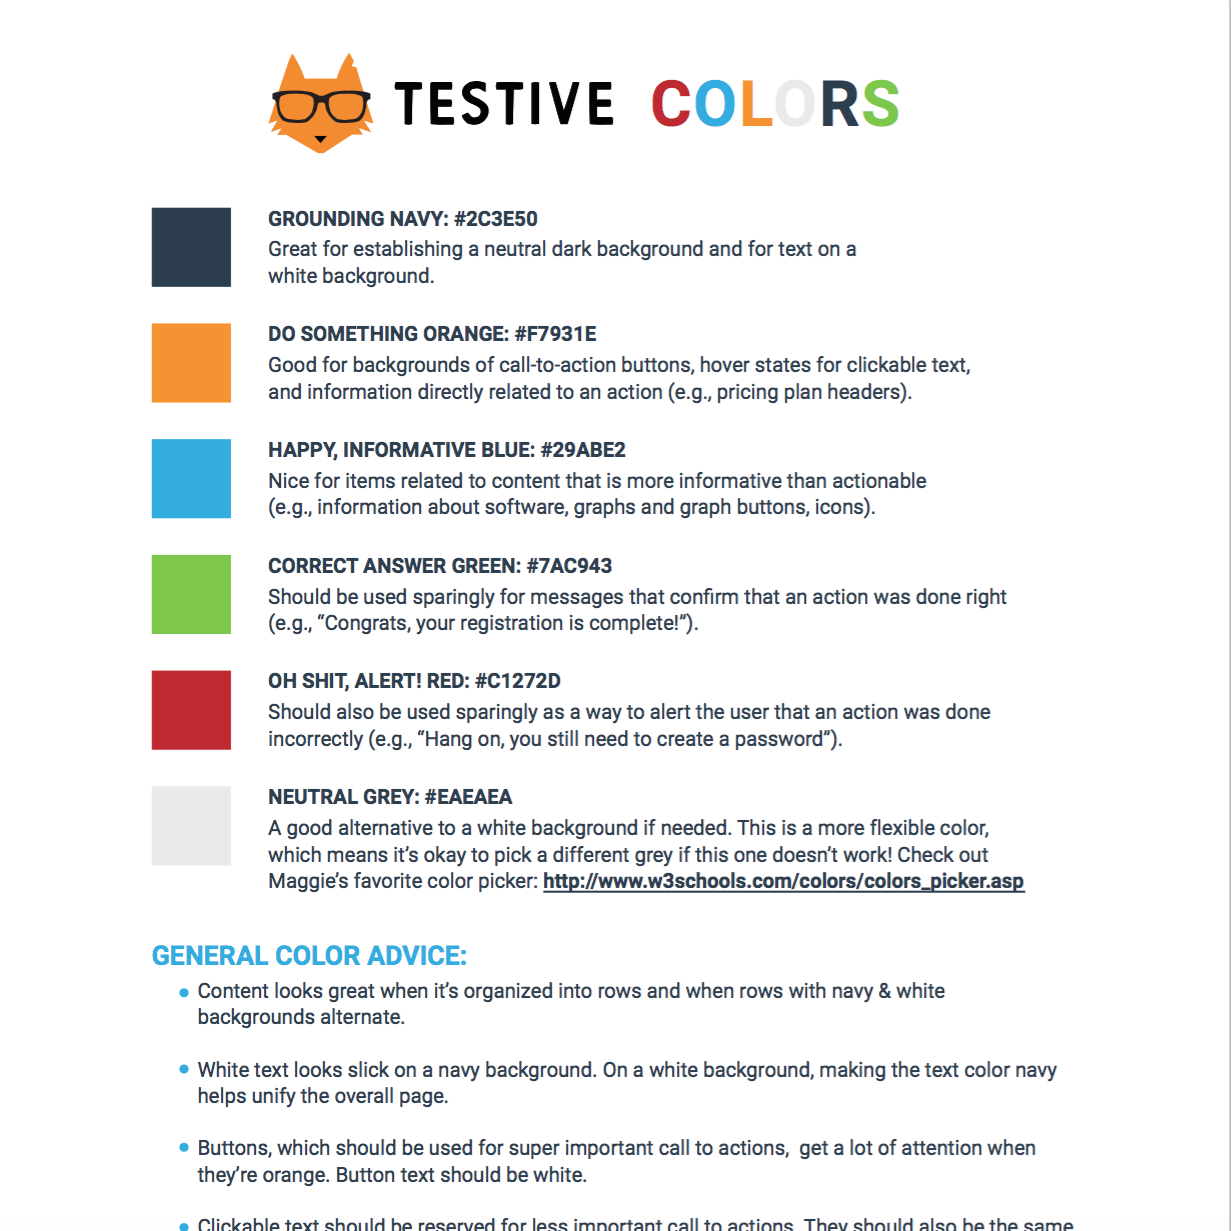 TESTIVE COLORS
GROUNDING NAVY: #2C3E50
Great for establishing a neutral dark background and for text on a
white background.
DO SOMETHING ORANGE: #F7931E
Good for backgrounds of call-to-action buttons, hover states for clickable text,
and information directly related to an action (e.g., pricing plan headers).
HAPPY, INFORMATIVE BLUE: #29ABE2
Nice for items related to content that is more informative than actionable
(e.g., information about software, graphs and graph buttons, icons).
CORRECT ANSWER GREEN: #7AC943
Should be used sparingly for messages that confirm that an action was done right
(e.g., “Congrats, your registration is complete!”).
OH SHIT, ALERT! RED: #C1272D
Should also be used sparingly as a way to alert the user that an action was done
incorrectly (e.g., “Hang on, you still need to create a password”).
NEUTRAL GREY: #EAEAEA
A good alternative to a white background if needed. This is a more flexible color,
which means it’s okay to pick a different grey if this one doesn’t work! Check out
Maggie’s favorite color picker: http://www.w3schools.com/colors/colors_picker.asp
GENERAL COLOR ADVICE:
• Content looks great when it’s organized into rows and when rows with navy & white
backgrounds alternate.
• White text looks slick on a navy background. On a white background, making the text color navy
helps unify the overall page.
• Buttons, which should be used for super important call to actions,  get a lot of attention when
they’re orange. Button text should be white.
• Clickable text should be reserved for less important call to actions. They should also be the same